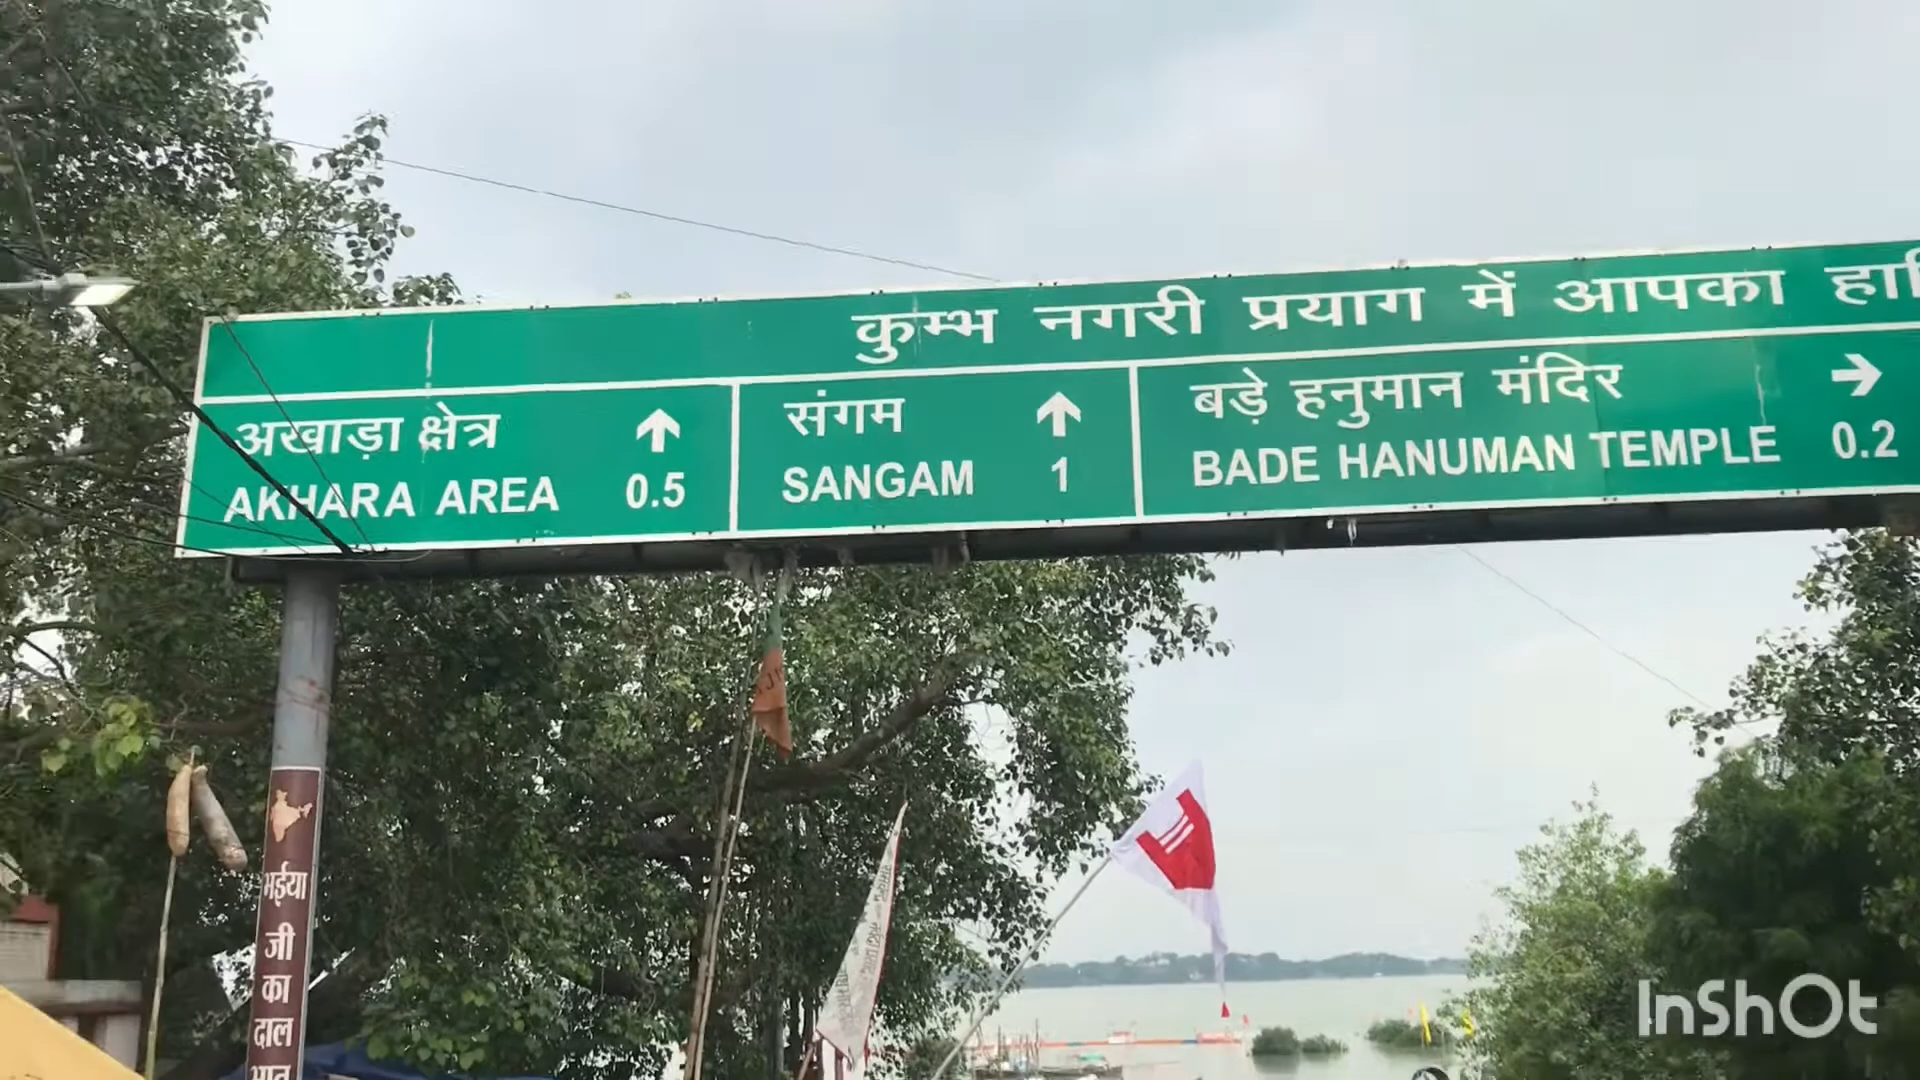 कुम्भ नगरी प्रयाग में आपका
अखाड़ा क्षेत्र
AKHARA AREA 0.5
संगम
SANGAM 1
बड़े हनुमान मंदिर
BADE HANUMAN TEMPLE 0.2
भईया
जी
का
दाल
भात
InShOt